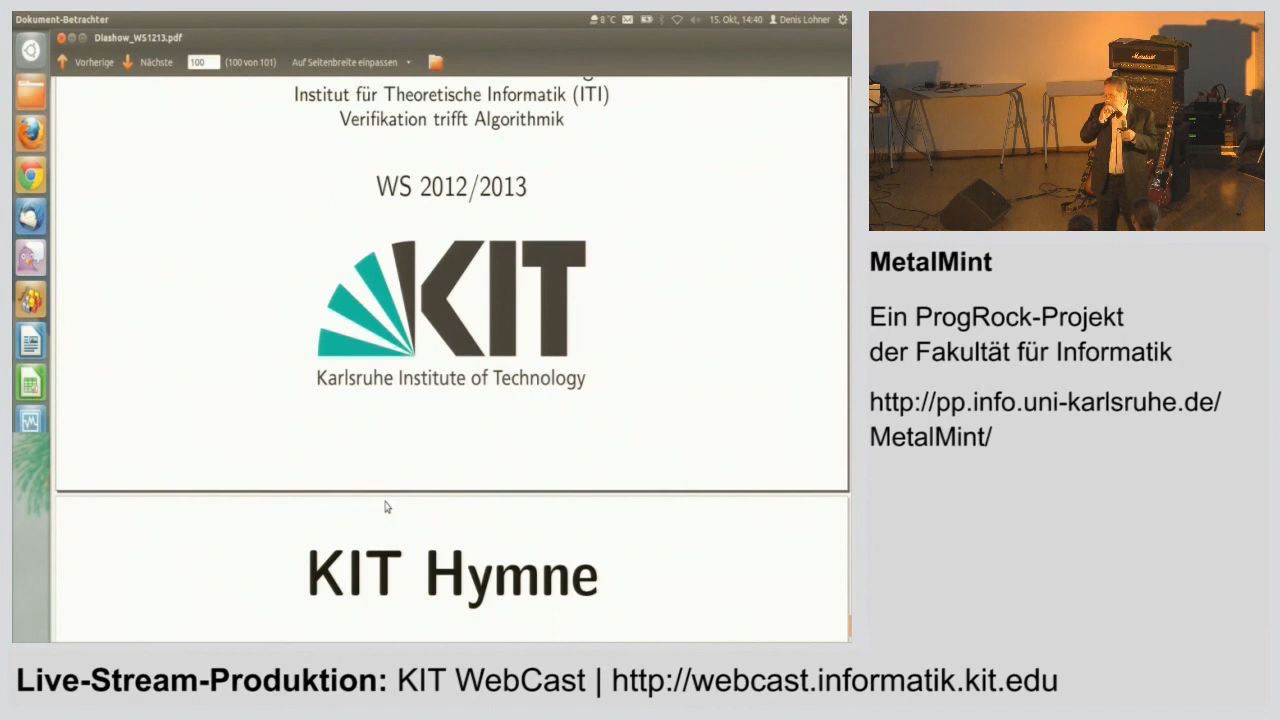 Dokument-Betrachter
8 °C
15. Okt, 14:40
Denis Lohner
Diashow_WS1213.pdf
Vorherige
Nächste
100
(100 von 101)
Auf Seitenbreite einpassen
Institut für Theoretische Informatik (ITI)
Verifikation trifft Algorithmik
WS 2012/2013
KIT
Karlsruhe Institute of Technology
KIT Hymne
Marshall
MetalMint
Ein ProgRock-Projekt
der Fakultät für Informatik
http://pp.info.uni-karlsruhe.de/
MetalMint/
Live-Stream-Produktion: KIT WebCast | http://webcast.informatik.kit.edu